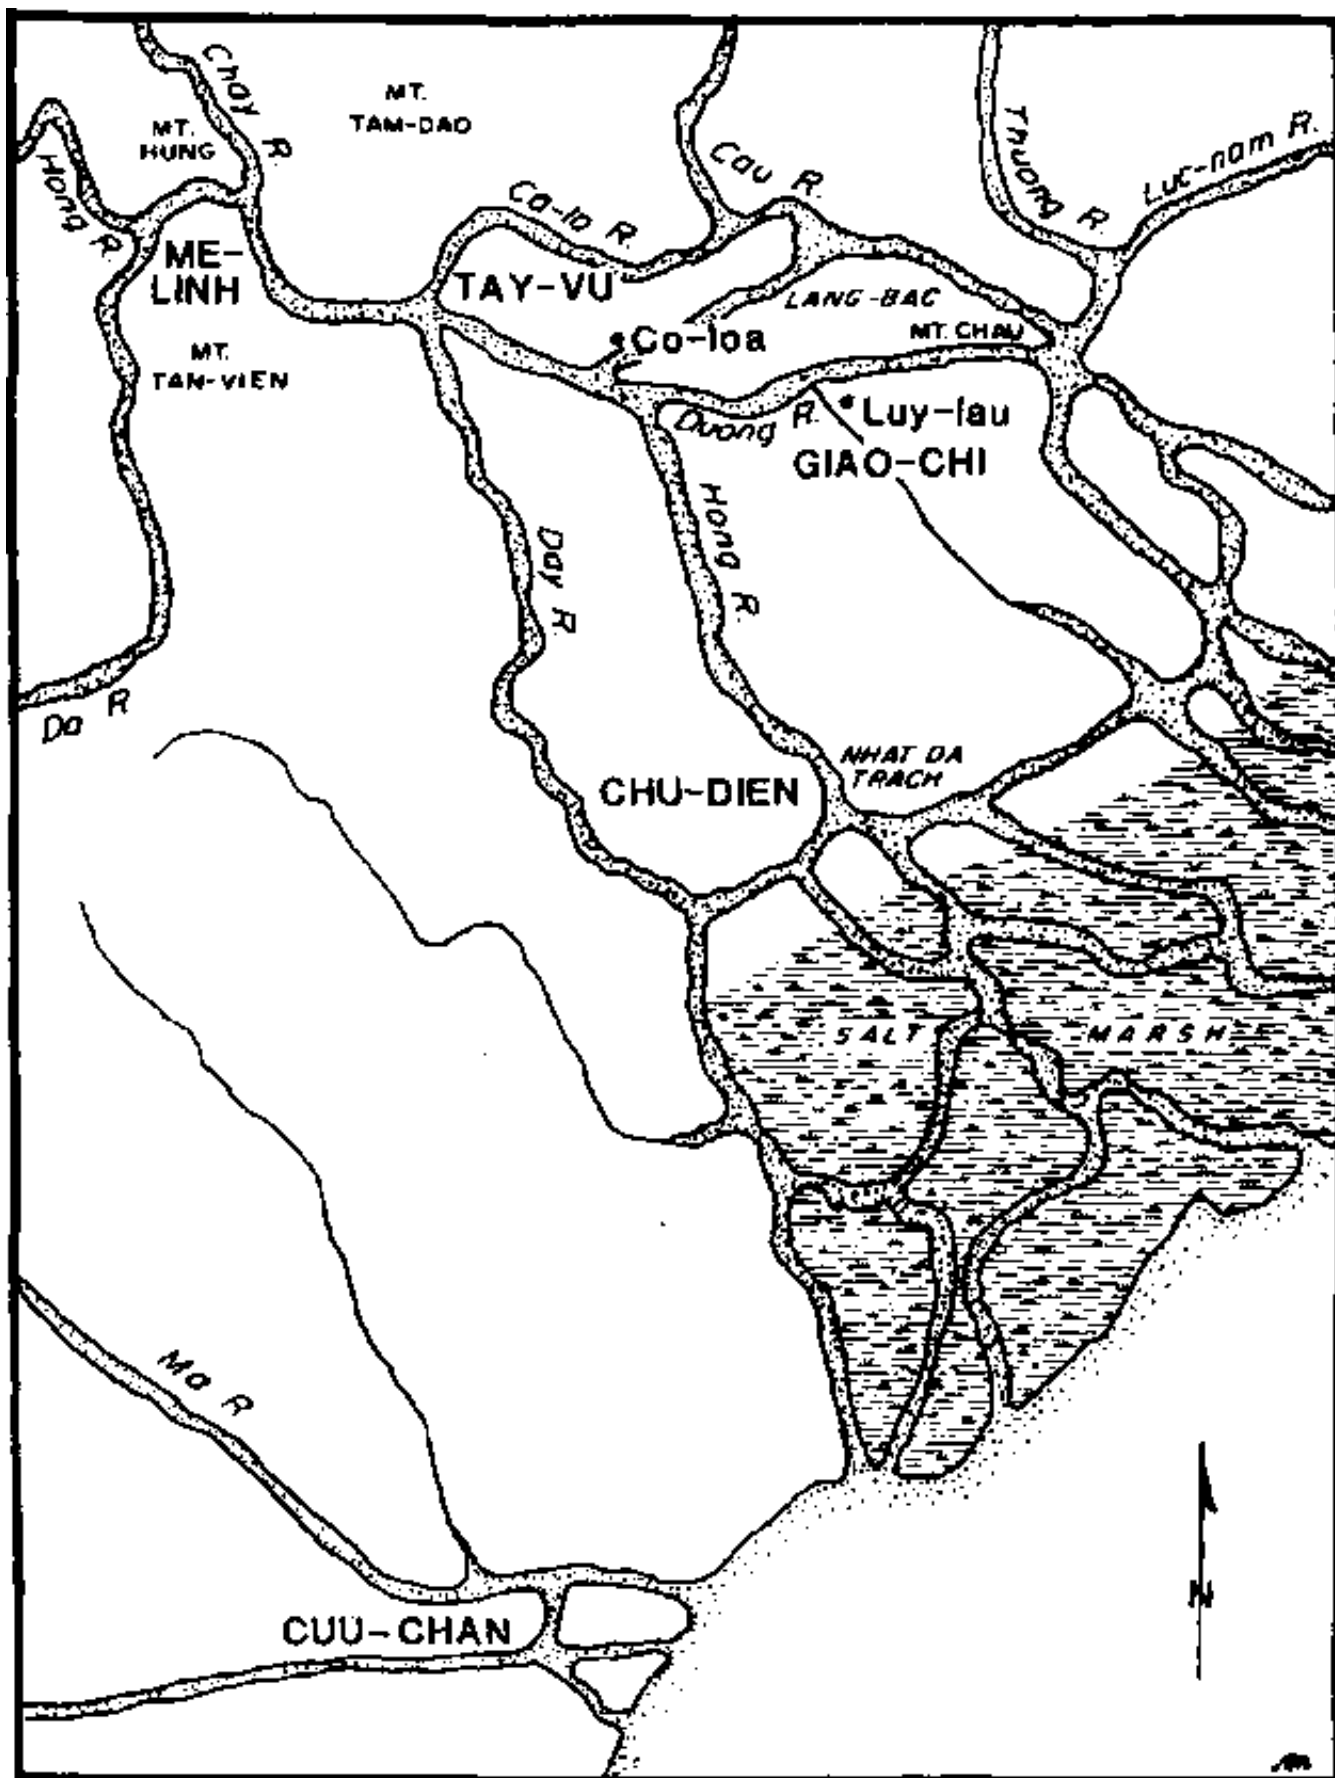 Chay R.
MT.
TAM-DAO
MT.
HUNG
Hong R.
Cau R.
Thuong R.
Luc-nam R.
Ca-lo R.
ME-
LINH
TAY-VU
LANG-BAC
Co-loa
MT. CHAU
MT.
TAN-VIEN
Duong R.
Luy-lau
GIAO-CHI
Hong R.
Day R.
Da R
NHAT DA
TRACH
CHU-DIEN
SALT MARSH
Ma R
N
CUU-CHAN